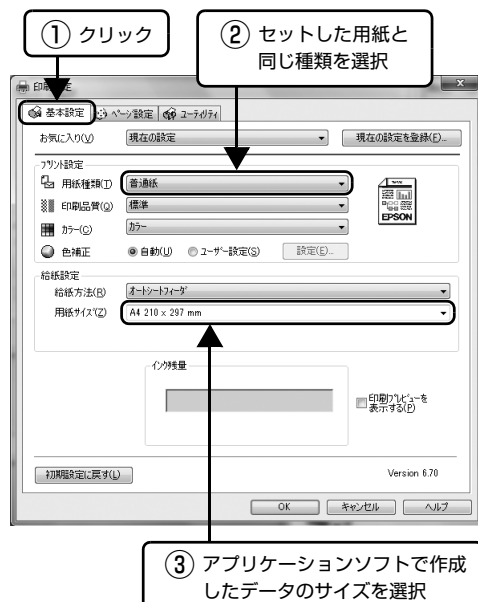 ① クリック
② セットした用紙と
同じ種類を選択
印刷設定
基本設定 ページ設定 ユーティリティ
お気に入り(V) 現在の設定 現在の設定を登録(F)...
プリント設定
用紙種類(T) 普通紙
印刷品質(Q) 標準
カラー(C) カラー
色補正 自動(U) ユーザー設定(S) 設定(E)...
EPSON
給紙設定
給紙方法(R) オートシートフィーダ
用紙サイズ(Z) A4 210 x 297 mm
インク残量
印刷プレビューを
表示する(P)
初期設定に戻す(L) Version 6.70
OK キャンセル ヘルプ
③ アプリケーションソフトで作成
したデータのサイズを選択